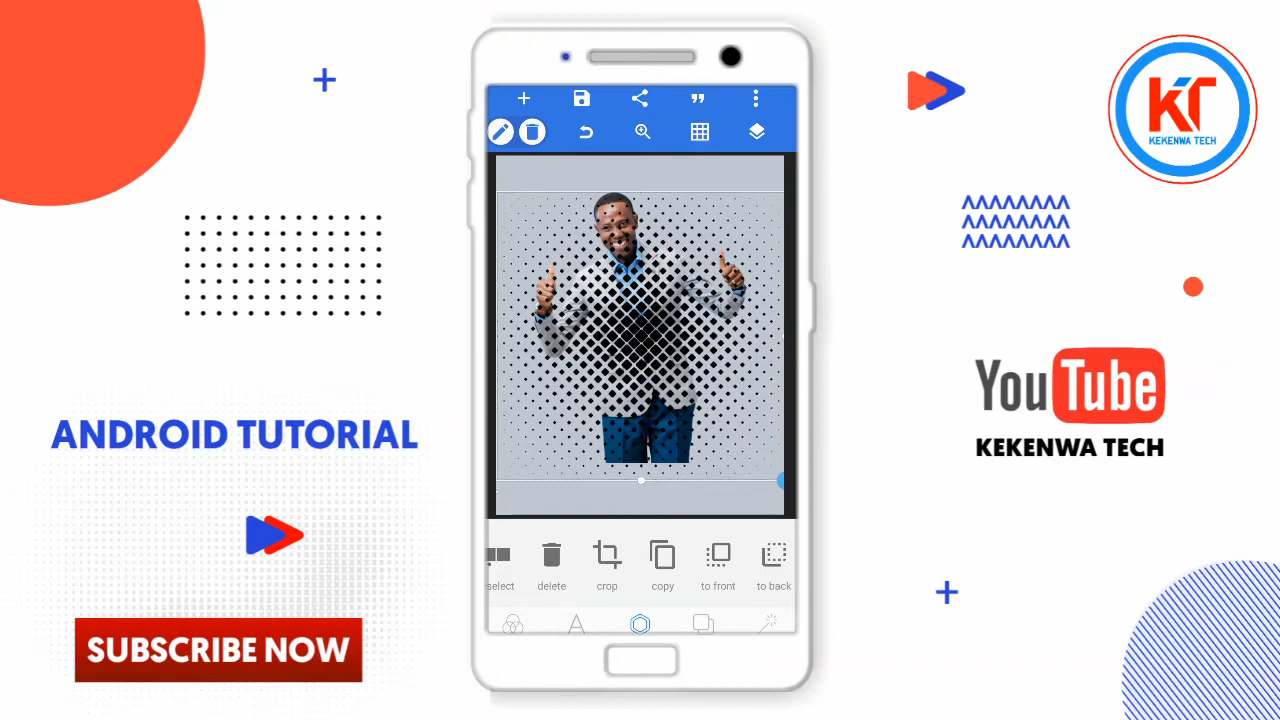 KT
KEKENWA TECH
ANDROID TUTORIAL
SUBSCRIBE NOW
select
delete
crop
copy
to front
to back
A
YouTube
KEKENWA TECH